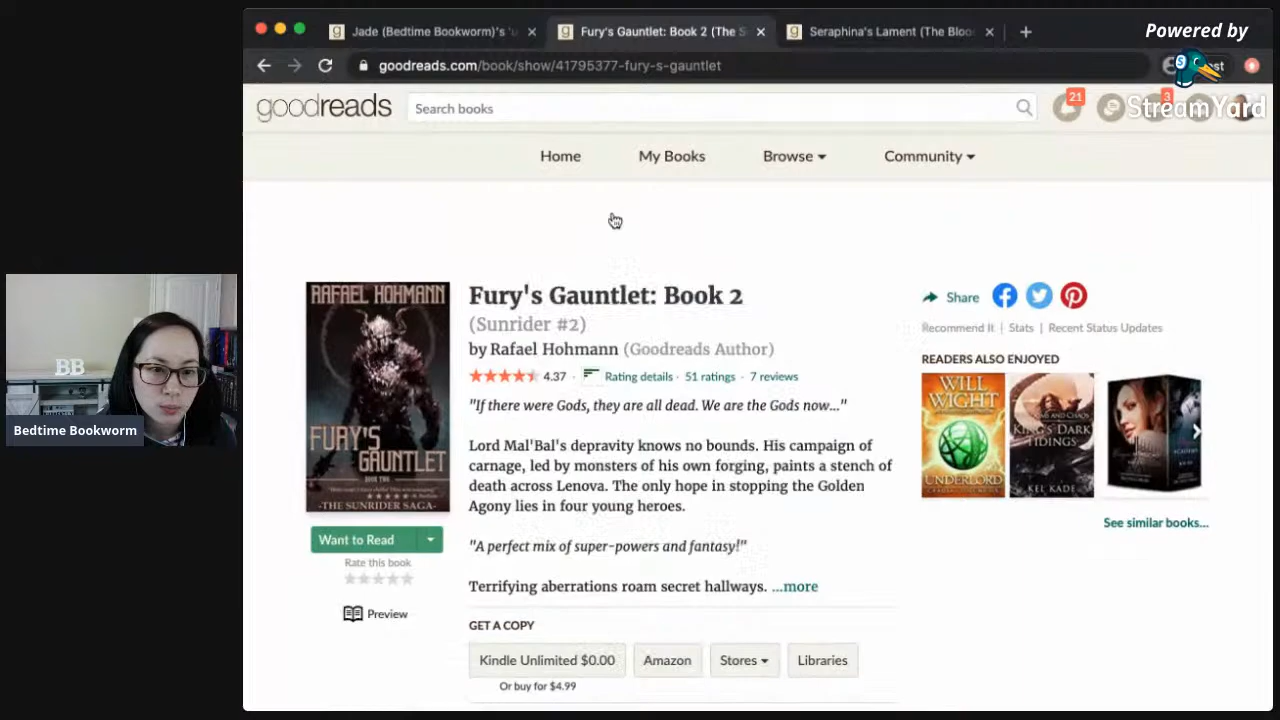 Powered by
StreamYard
Jade (Bedtime Bookworm)'s 'u
Fury's Gauntlet: Book 2 (The S
Seraphina's Lament (The Bloo
goodreads.com/book/show/41795377-fury-s-gauntlet
goodreads
Search books
21
3
Home
My Books
Browse
Community
BB
Bedtime Bookworm
RAFAEL HOHMANN
FURY'S
GAUNTLET
BOOK TWO
-THE SUNRIDER SAGA-
Want to Read
Rate this book
Preview
Fury's Gauntlet: Book 2
(Sunrider #2)
by Rafael Hohmann (Goodreads Author)
4.37 · Rating details · 51 ratings · 7 reviews
"If there were Gods, they are all dead. We are the Gods now..."
Lord Mal'Bal's depravity knows no bounds. His campaign of
carnage, led by monsters of his own forging, paints a stench of
death across Lenova. The only hope in stopping the Golden
Agony lies in four young heroes.
"A perfect mix of super-powers and fantasy!"
Terrifying aberrations roam secret hallways. ...more
GET A COPY
Kindle Unlimited $0.00
Amazon
Stores
Libraries
Or buy for $4.99
Share
Recommend It | Stats | Recent Status Updates
READERS ALSO ENJOYED
WILL
WIGHT
UNDERLORD
KING'S DARK
TIDINGS
KEL KADE
See similar books...